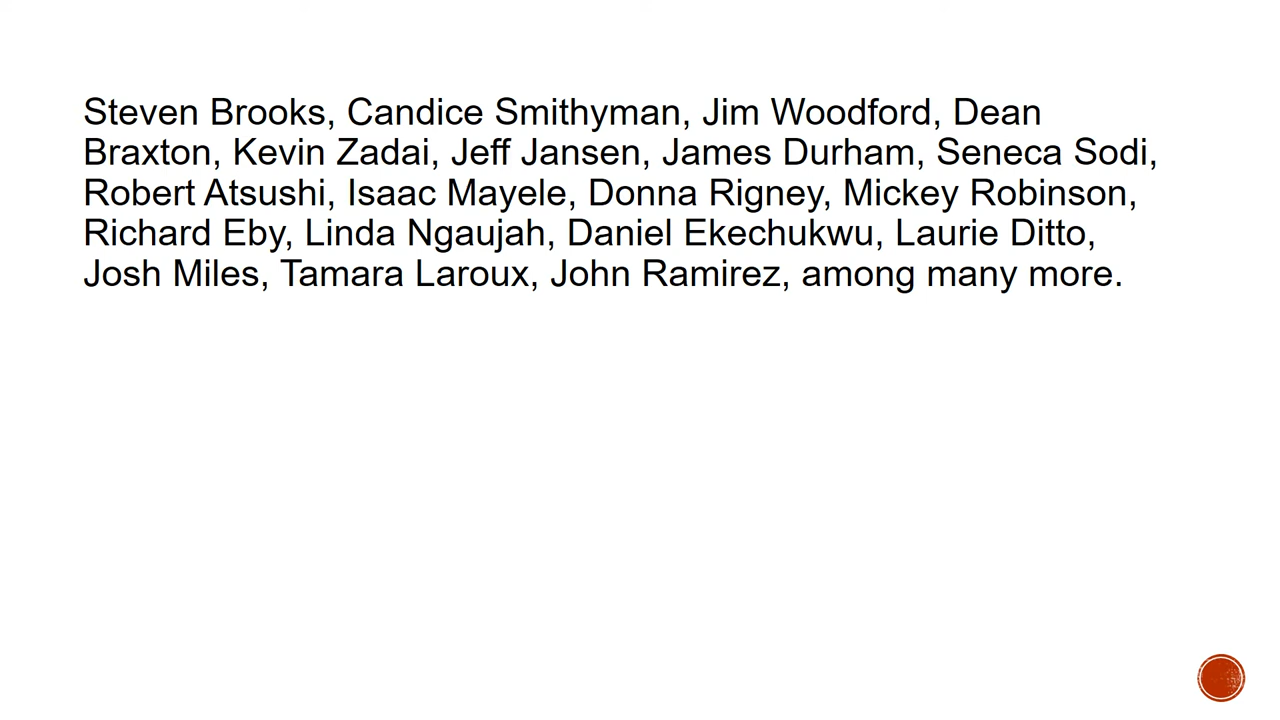 Steven Brooks, Candice Smithyman, Jim Woodford, Dean
Braxton, Kevin Zadai, Jeff Jansen, James Durham, Seneca Sodi,
Robert Atsushi, Isaac Mayele, Donna Rigney, Mickey Robinson,
Richard Eby, Linda Ngaujah, Daniel Ekechukwu, Laurie Ditto,
Josh Miles, Tamara Laroux, John Ramirez, among many more.